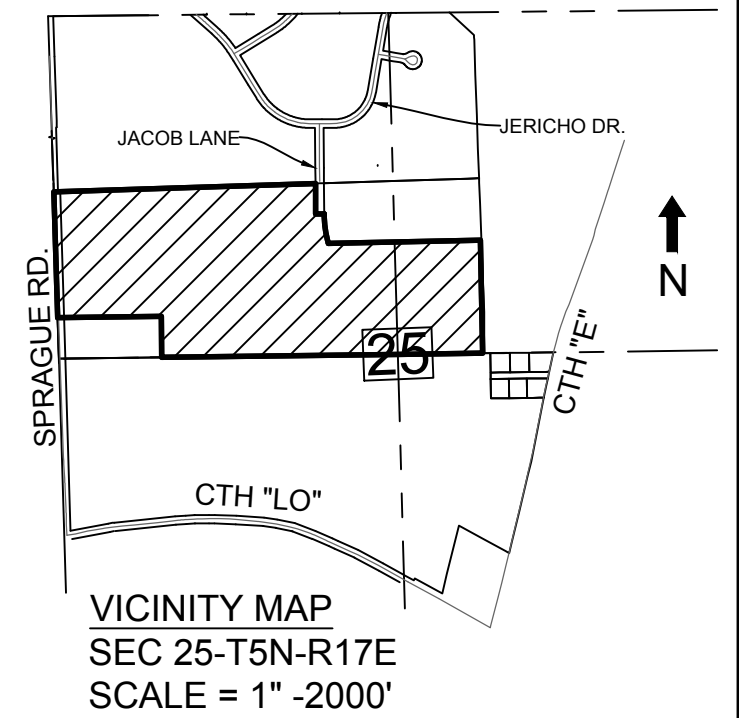 JACOB LANE
JERICHO DR.
SPRAGUE RD.
N
25
CTH "E"
CTH "LO"
VICINITY MAP
SEC 25-T5N-R17E
SCALE = 1" -2000'